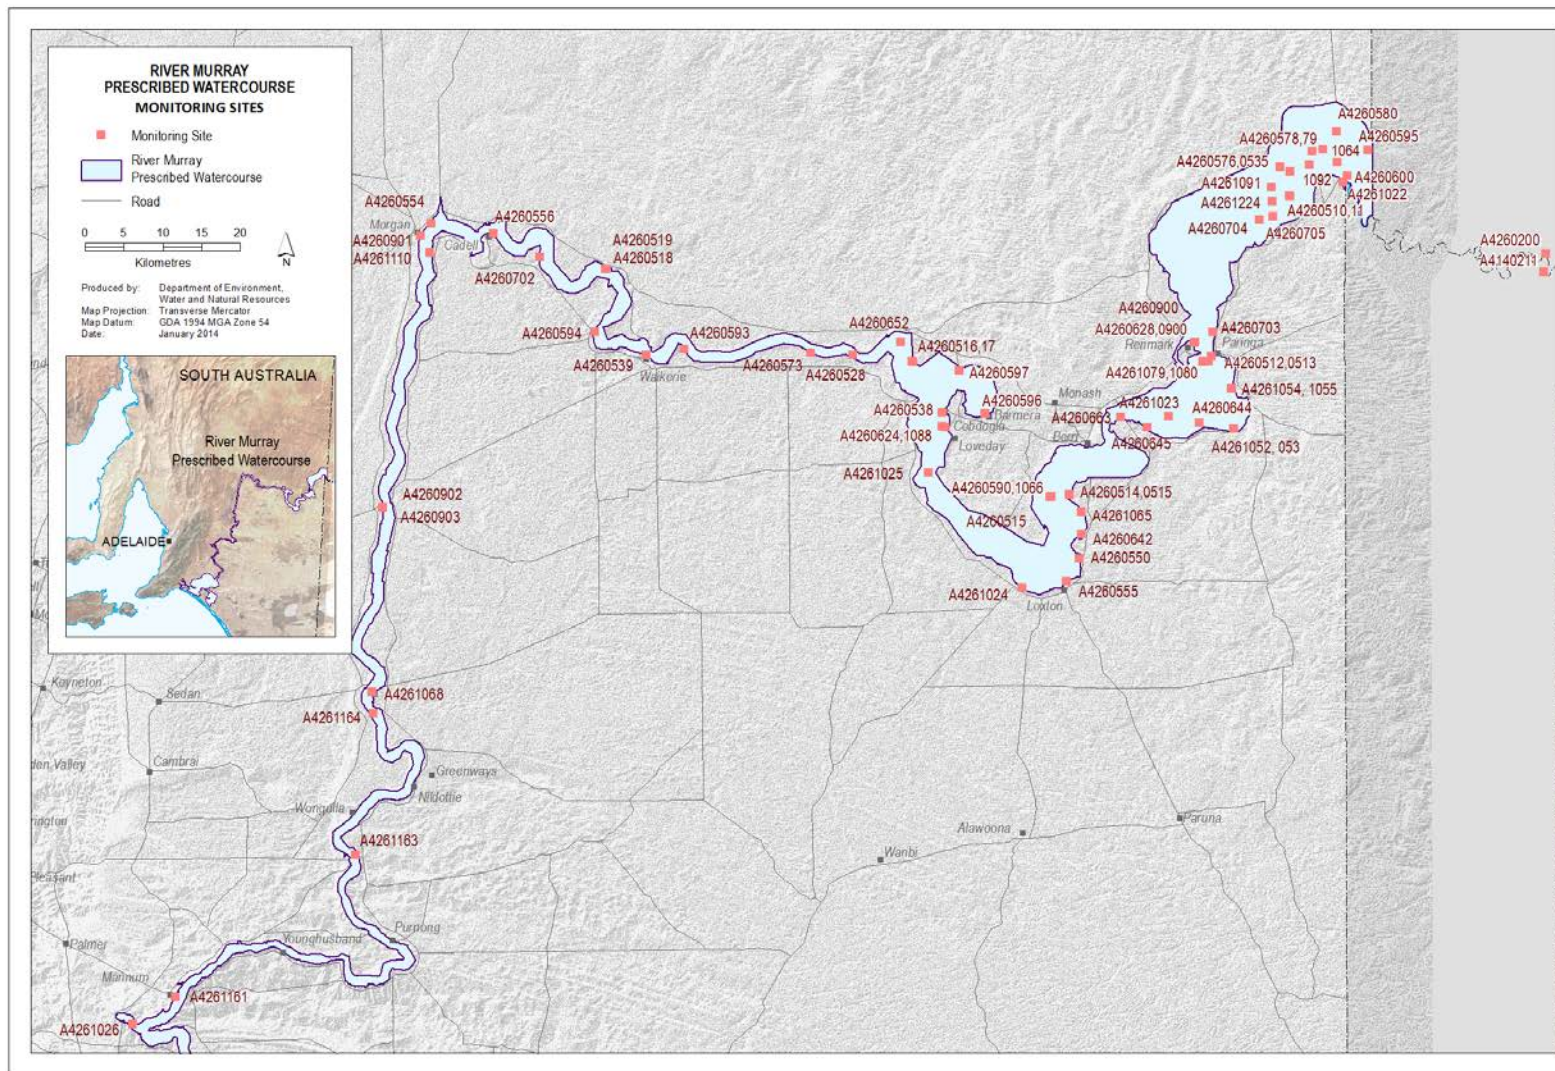 RIVER MURRAY
PRESCRIBED WATERCOURSE
MONITORING SITES
Monitoring Site
River Murray
Prescribed Watercourse
Road
0 5 10 15 20
Kilometres
N
Produced by: Department of Environment,
Water and Natural Resources
Map Projection: Transverse Mercator
Map Datum: GDA 1994 MGA Zone 54
Date: January 2014
SOUTH AUSTRALIA
River Murray
Prescribed Watercourse
ADELAIDE
A4260580
A4260578,79
A4260595
1064
A4260576,0535
1092
A4260600
A4261091
A4261022
A4261224
A4260510,11
A4260704
A4260705
A4260200
A4140211
A4260554
Morgan
A4260901
A4261110
A4260556
Cadell
A4260702
A4260519
A4260518
A4260594
A4260593
A4260539
Waikerie
A4260573
A4260528
A4260652
A4260516,17
A4260597
A4260900
A4260628,0900
A4260703
Renmark
Paringa
A4260512,0513
A4261079,1080
A4261054, 1055
Monash
A4260596
Barmera
A4260538
Cobdogla
A4260624,1088
Loveday
A4261023
A4260663
A4260644
Berri
A4260645
A4261052, 053
A4261025
A4260590,1066
A4260514,0515
A4260515
A4261065
A4260642
A4260550
A4261024
A4260555
Loxton
A4260902
A4260903
Koyneton
Sedan
A4261068
A4261164
den Valley
Cambrai
Greenways
Nildottie
Wongulla
rington
A4261163
Alawoona
Paruna
Wanbi
Pleasant
Purnong
Palmer
Younghusband
Mannum
A4261161
A4261026